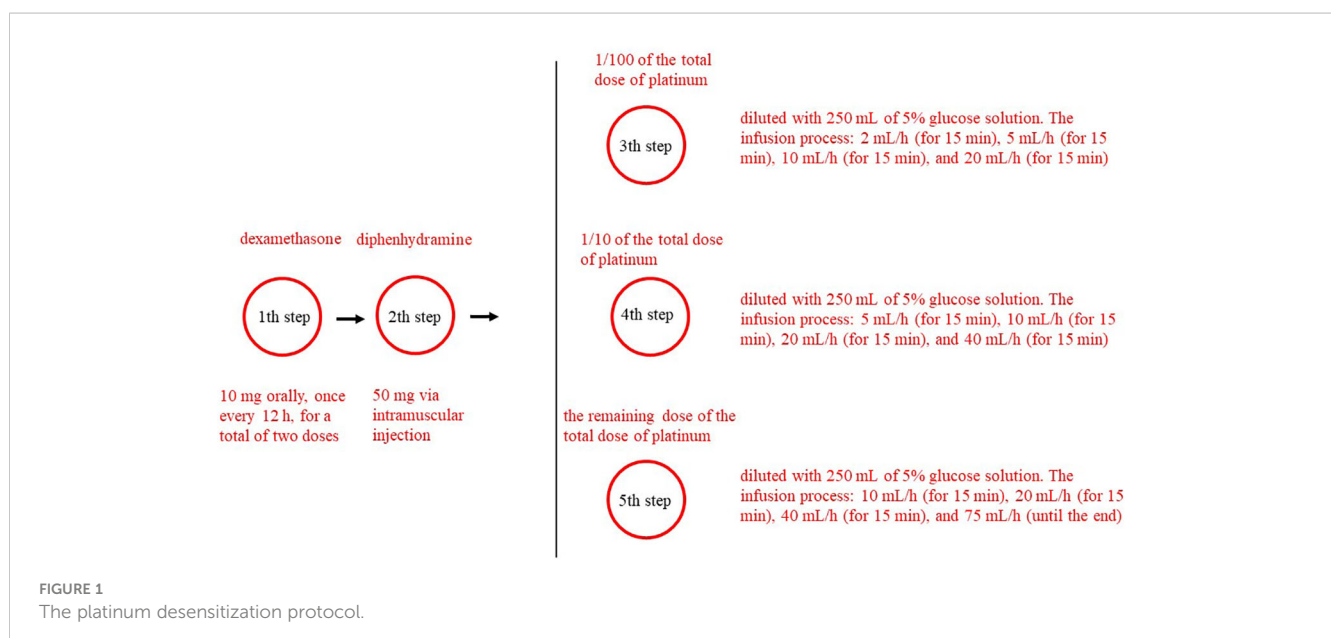 dexamethasone
1th step
10 mg orally, once
every 12 h, for a
total of two doses
diphenhydramine
2th step
50 mg via
intramuscular
injection
1/100 of the total
dose of platinum
3th step
diluted with 250 mL of 5% glucose solution. The
infusion process: 2 mL/h (for 15 min), 5 mL/h (for 15
min), 10 mL/h (for 15 min), and 20 mL/h (for 15 min)
1/10 of the total dose
of platinum
4th step
diluted with 250 mL of 5% glucose solution. The
infusion process: 5 mL/h (for 15 min), 10 mL/h (for 15
min), 20 mL/h (for 15 min), and 40 mL/h (for 15 min)
the remaining dose of the
total dose of platinum
5th step
diluted with 250 mL of 5% glucose solution. The
infusion process: 10 mL/h (for 15 min), 20 mL/h (for 15
min), 40 mL/h (for 15 min), and 75 mL/h (until the end)
FIGURE 1
The platinum desensitization protocol.